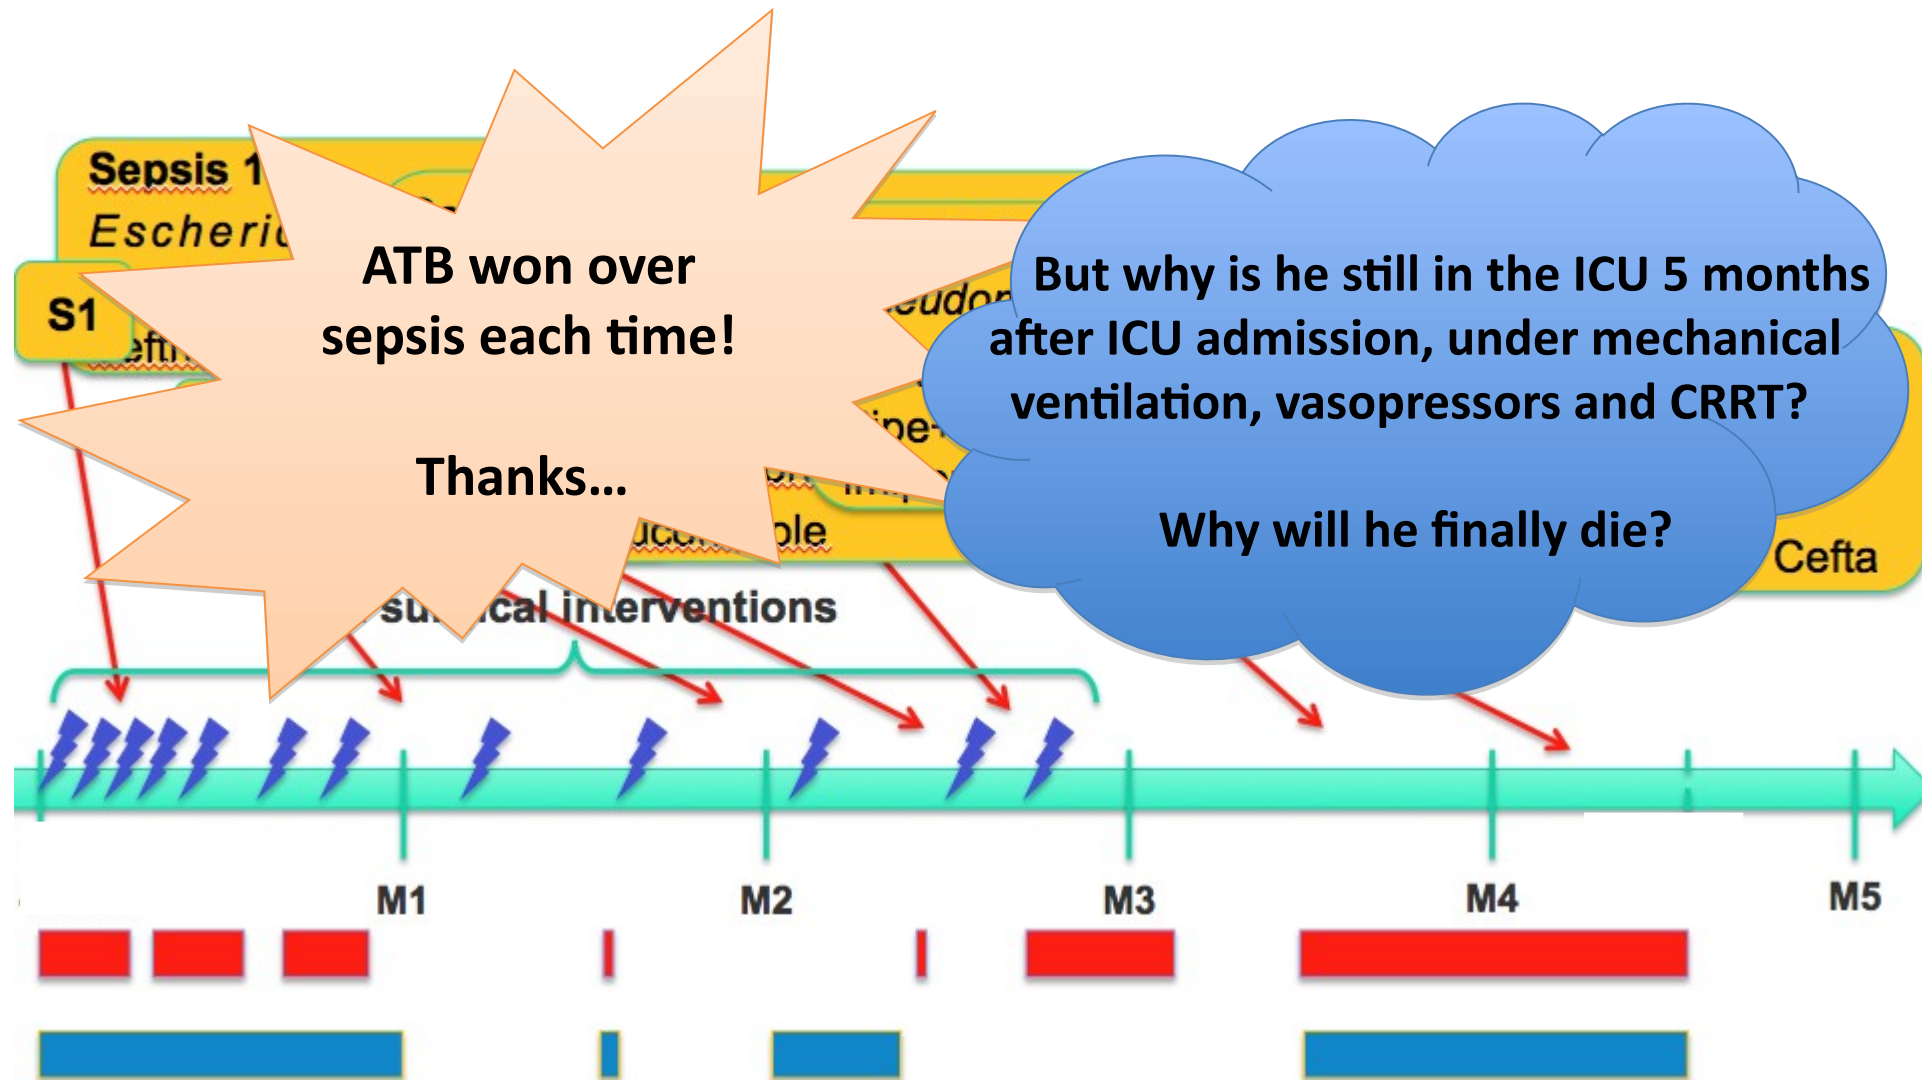 Sepsis 1
S1
ATB won over
sepsis each time!
Thanks...
But why is he still in the ICU 5 months
after ICU admission, under mechanical
ventilation, vasopressors and CRRT?
Why will he finally die?
Cefta
interventions
M1
M2
M3
M4
M5